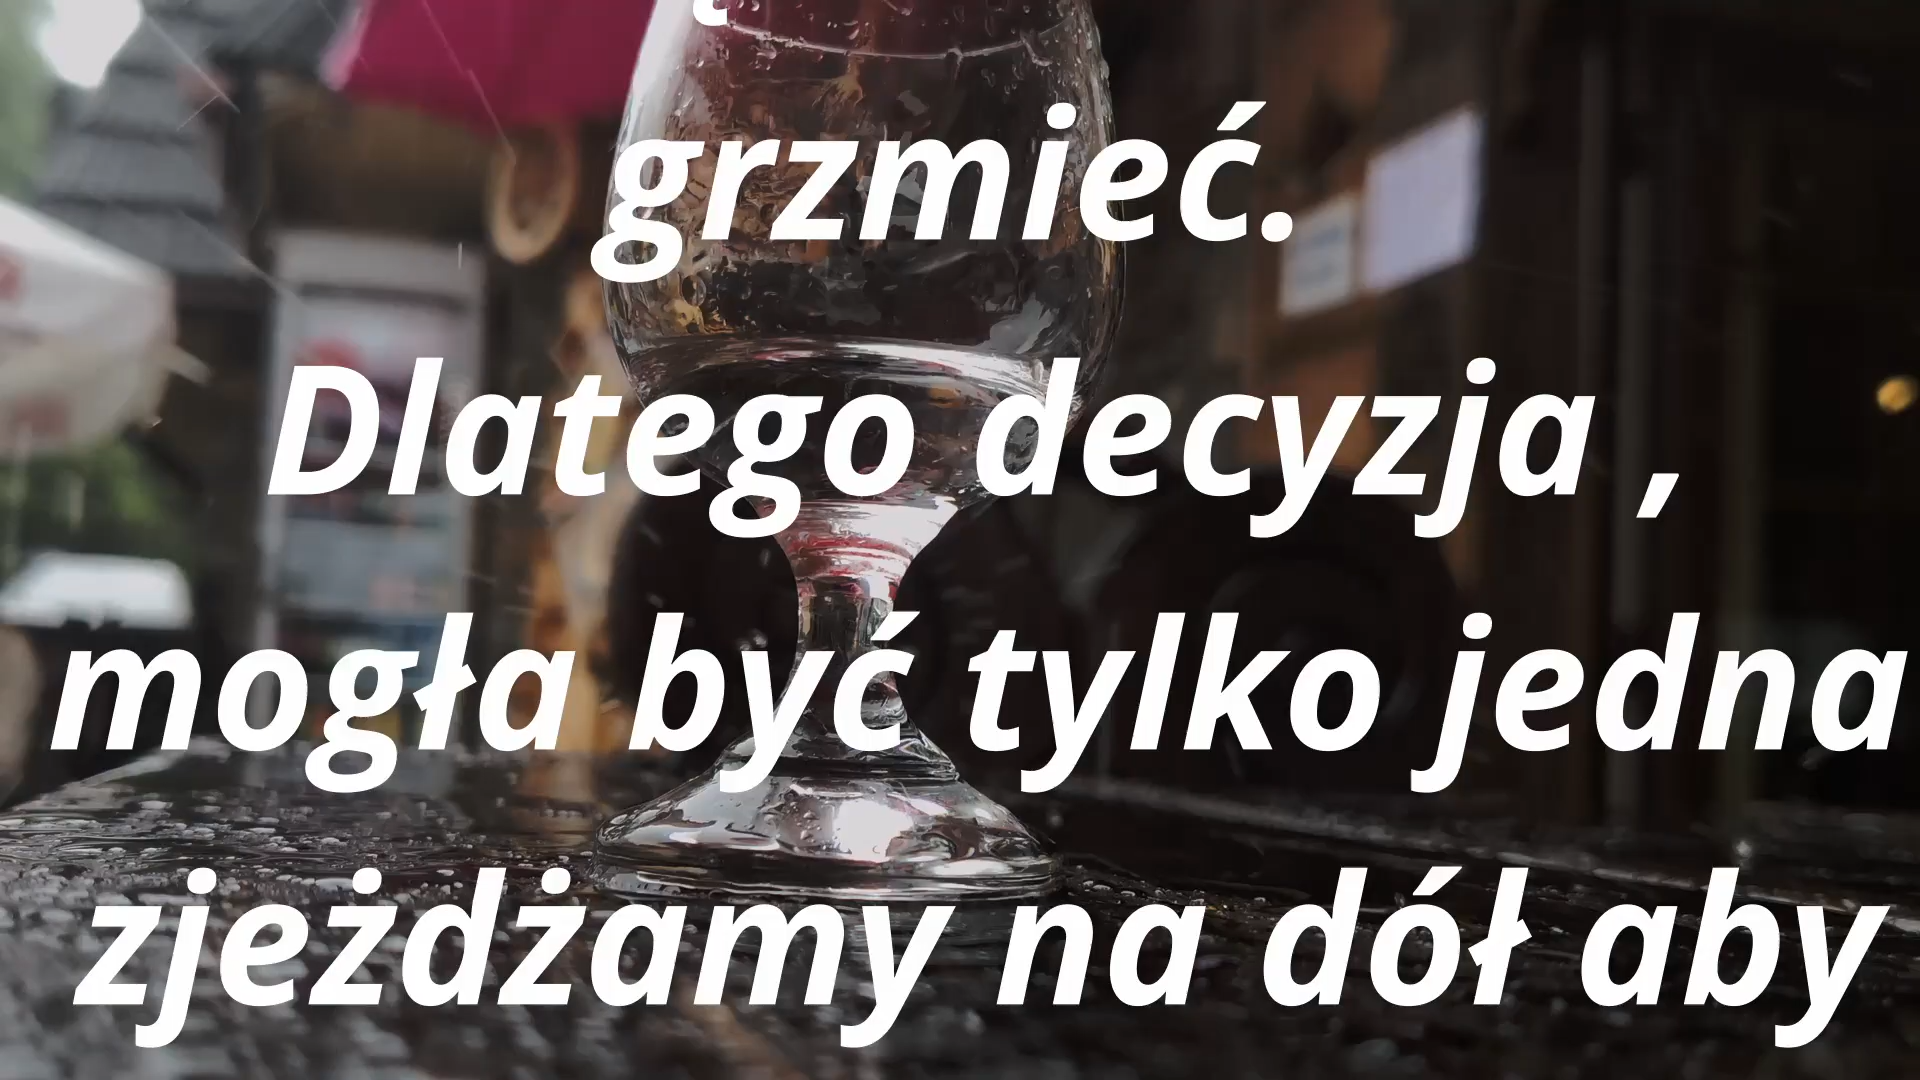 grzmieć.
Dlatego decyzja ,
mogła być tylko jedna
zjeżdżamy na dół aby